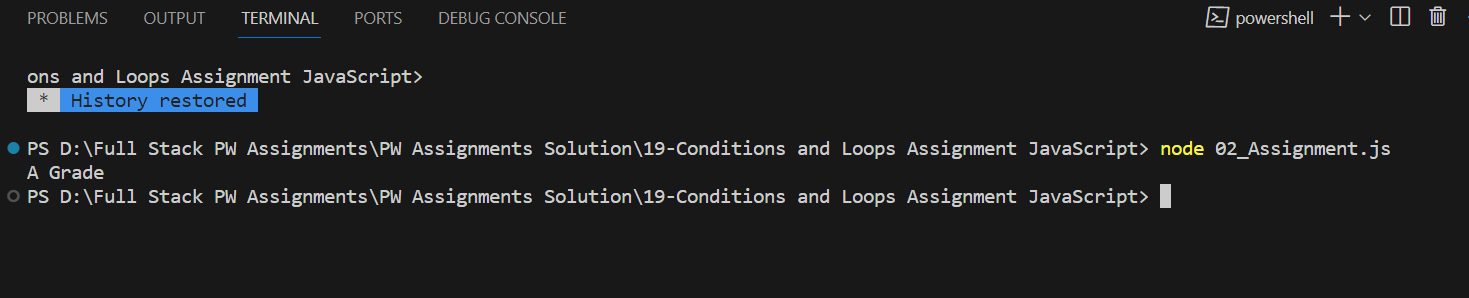 PROBLEMS OUTPUT TERMINAL PORTS DEBUG CONSOLE powershell
ons and Loops Assignment JavaScript>
* History restored
PS D:\Full Stack PW Assignments\PW Assignments Solution\19-Conditions and Loops Assignment JavaScript> node 02_Assignment.js
A Grade
PS D:\Full Stack PW Assignments\PW Assignments Solution\19-Conditions and Loops Assignment JavaScript>